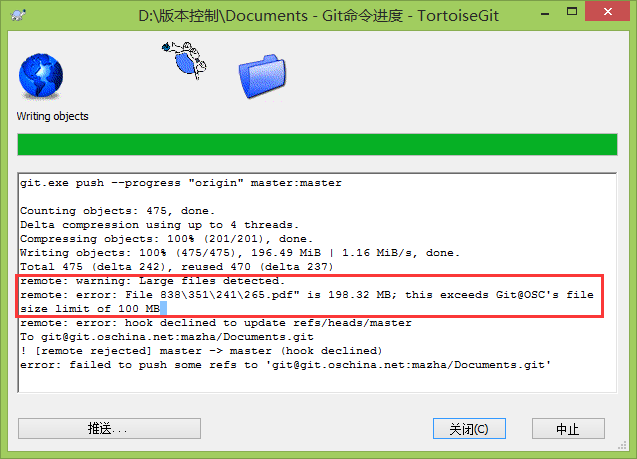 D:\版本控制\Documents - Git命令进度 - TortoiseGit
Writing objects
git.exe push --progress "origin" master:master
Counting objects: 475, done.
Delta compression using up to 4 threads.
Compressing objects: 100% (201/201), done.
Writing objects: 100% (475/475), 196.49 MiB | 1.16 MiB/s, done.
Total 475 (delta 242), reused 470 (delta 237)
remote: warning: Large files detected.
remote: error: File 838\351\241\265.pdf" is 198.32 MB; this exceeds Git@OSC's file
size limit of 100 MB
remote: error: hook declined to update refs/heads/master
To git@git.oschina.net:mazha/Documents.git
! [remote rejected] master -> master (hook declined)
error: failed to push some refs to 'git@git.oschina.net:mazha/Documents.git'
推送...
关闭(C)
中止